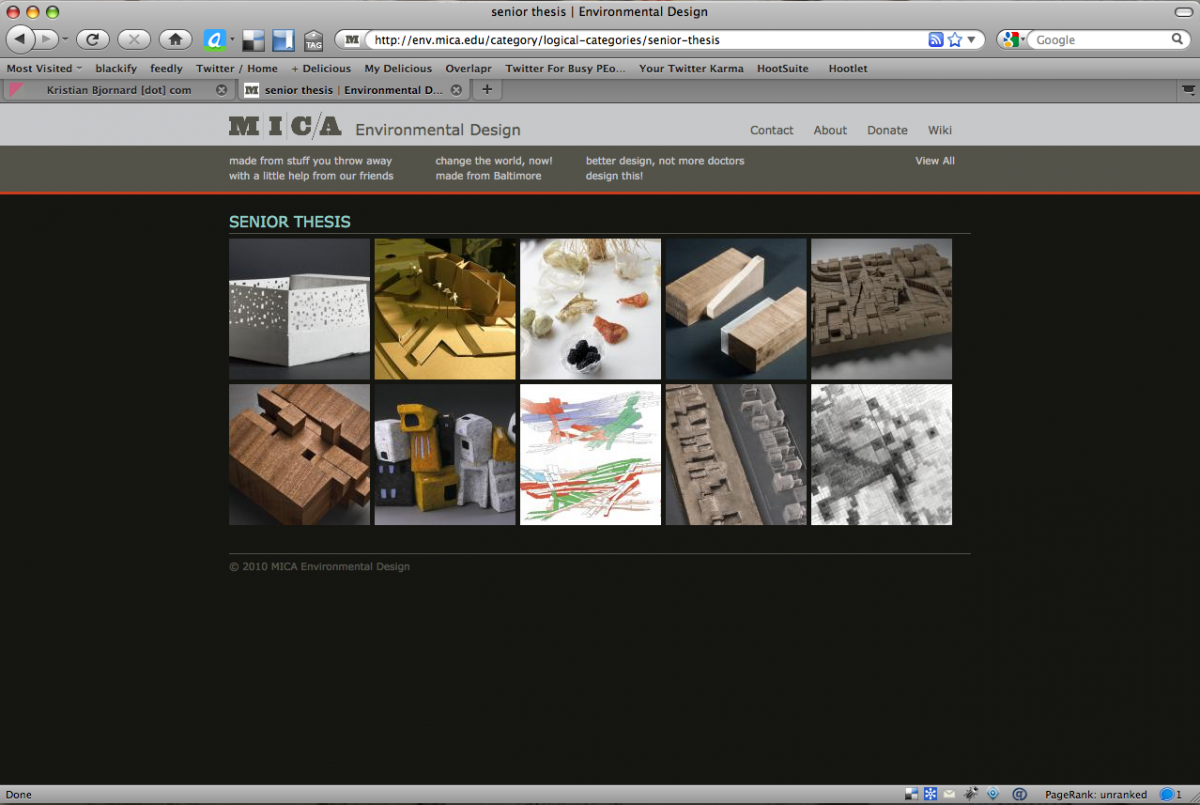 senior thesis | Environmental Design
TAG
M
http://env.mica.edu/category/logical-categories/senior-thesis
Google
Most Visited
blackify
feedly
Twitter / Home
+ Delicious
My Delicious
Overlapr
Twitter For Busy PEo...
Your Twitter Karma
HootSuite
Hootlet
Kristian Bjornard [dot] com
M senior thesis | Environmental D...
MICA Environmental Design
Contact
About
Donate
Wiki
made from stuff you throw away
with a little help from our friends
change the world, now!
made from Baltimore
better design, not more doctors
design this!
View All
SENIOR THESIS
© 2010 MICA Environmental Design
Done
PageRank: unranked
1